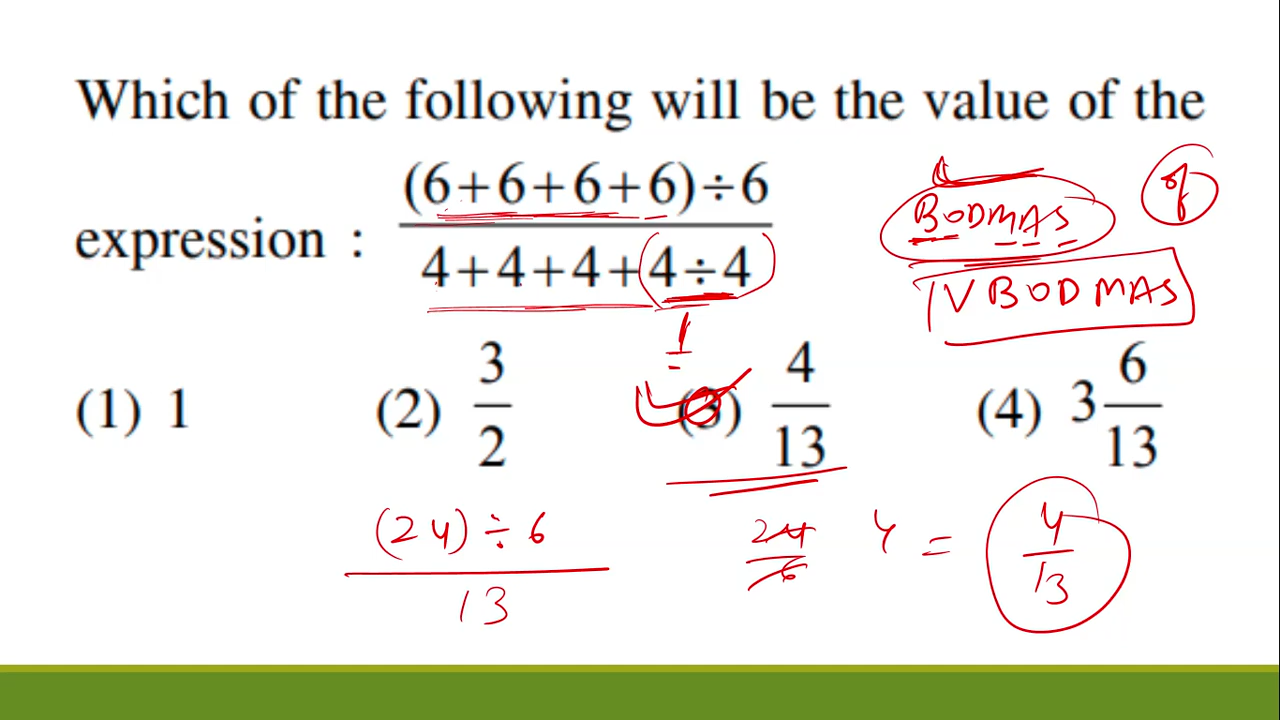 Which of the following will be the value of the
expression : (6+6+6+6)÷6
4+4+4+4÷4
BODMAS
of
VBODMAS
1
(1) 1 (2) 3/2 (3) 4/13 (4) 3 6/13
(24) ÷ 6
13
24/6 4 = 4/13